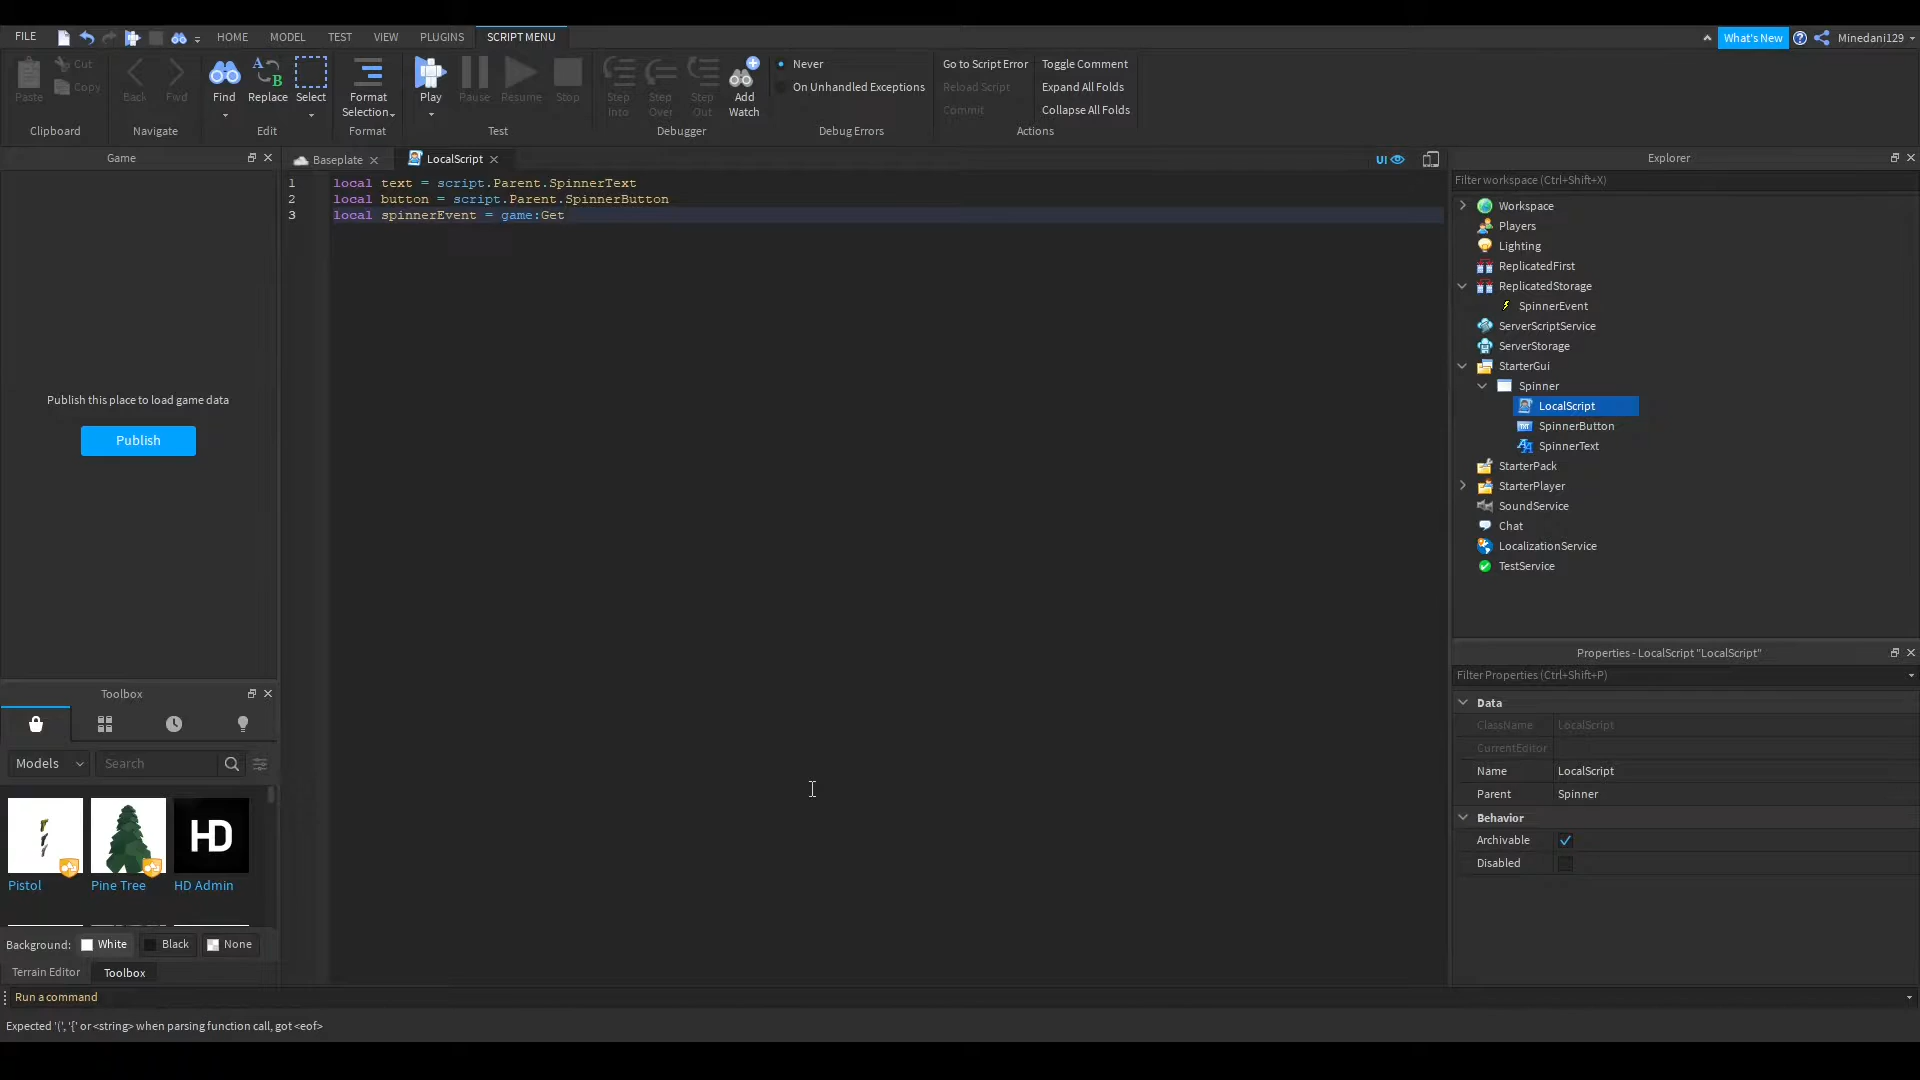 FILE
HOME
MODEL
TEST
VIEW
PLUGINS
SCRIPT MENU
What's New
Minedani129
Paste
Cut
Copy
Clipboard
Back
Fwd
Navigate
Find
Replace
Select
Edit
Format
Selection
Format
Play
Pause
Resume
Stop
Test
Step
Into
Step
Over
Step
Out
Add
Watch
Debugger
Never
On Unhandled Exceptions
Debug Errors
Go to Script Error
Reload Script
Commit
Toggle Comment
Expand All Folds
Collapse All Folds
Actions
Game
Publish this place to load game data
Publish
Baseplate
LocalScript
UI
1 local text = script.Parent.SpinnerText
2 local button = script.Parent.SpinnerButton
3 local spinnerEvent = game:Get
Explorer
Filter workspace (Ctrl+Shift+X)
Workspace
Players
Lighting
ReplicatedFirst
ReplicatedStorage
SpinnerEvent
ServerScriptService
ServerStorage
StarterGui
Spinner
LocalScript
SpinnerButton
SpinnerText
StarterPack
StarterPlayer
SoundService
Chat
LocalizationService
TestService
Properties - LocalScript "LocalScript"
Filter Properties (Ctrl+Shift+P)
Data
ClassName LocalScript
CurrentEditor
Name LocalScript
Parent Spinner
Behavior
Archivable
Disabled
Toolbox
Models
Search
Pistol
Pine Tree
HD
HD Admin
Background: White Black None
Terrain Editor
Toolbox
Run a command
Expected '(', '{' or <string> when parsing function call, got <eof>